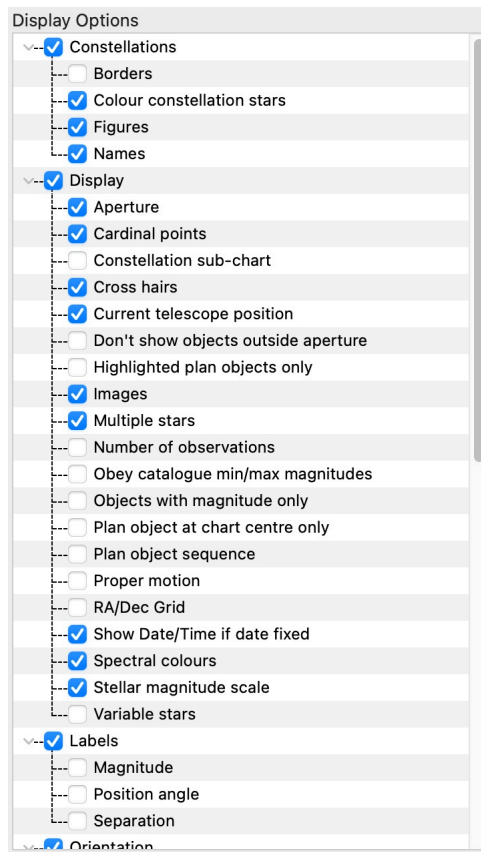 Display Options
Constellations
Borders
Colour constellation stars
Figures
Names
Display
Aperture
Cardinal points
Constellation sub-chart
Cross hairs
Current telescope position
Don't show objects outside aperture
Highlighted plan objects only
Images
Multiple stars
Number of observations
Obey catalogue min/max magnitudes
Objects with magnitude only
Plan object at chart centre only
Plan object sequence
Proper motion
RA/Dec Grid
Show Date/Time if date fixed
Spectral colours
Stellar magnitude scale
Variable stars
Labels
Magnitude
Position angle
Separation
Orientation